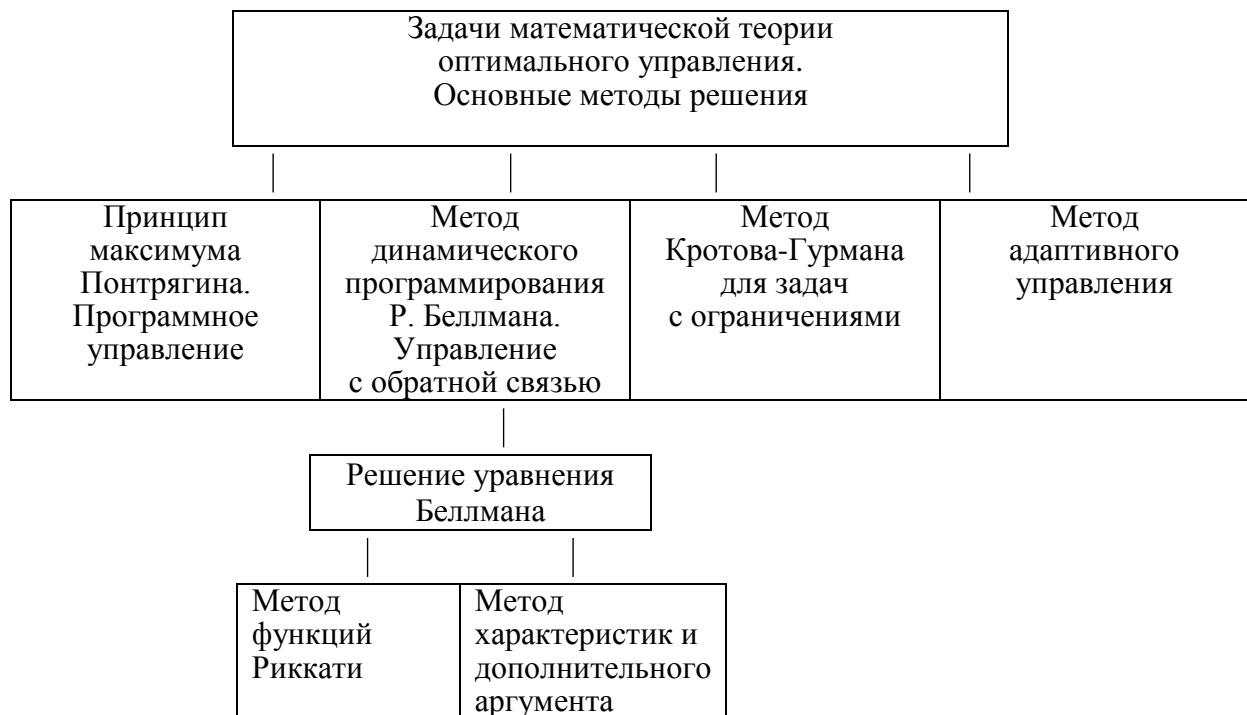 Задачи математической теории
оптимального управления.
Основные методы решения
Принцип
максимума
Понтрягина.
Программное
управление
Метод
динамического
программирования
Р. Беллмана.
Управление
с обратной связью
Метод
Кротова-Гурмана
для задач
с ограничениями
Метод
адаптивного
управления
Решение уравнения
Беллмана
Метод
функций
Риккати
Метод
характеристик и
дополнительного
аргумента